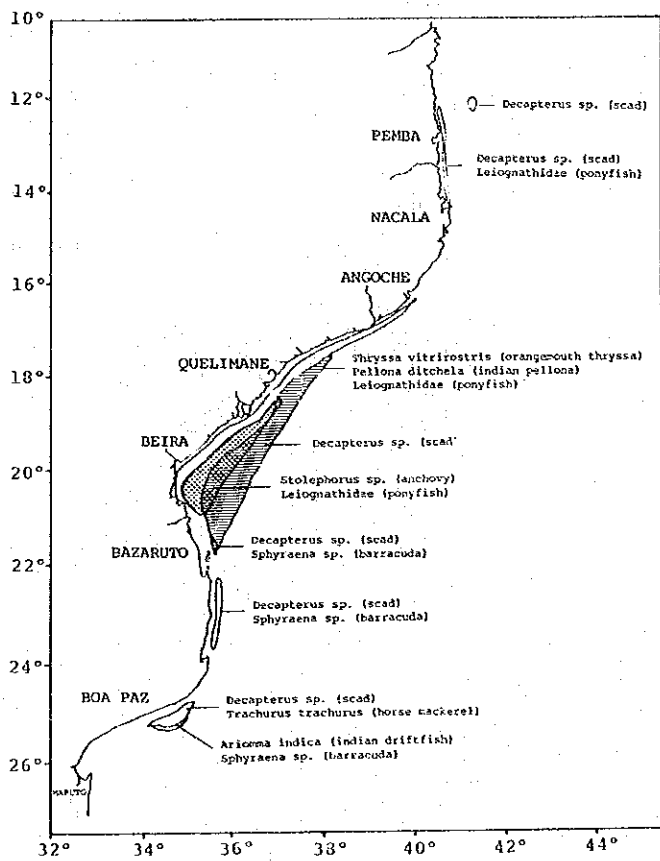 10°
12°
Decapterus sp. (scad)
PEMBA
Decapterus sp. (scad)
Leiognathidae (ponyfish)
14°
NACALA
ANGOCHE
16°
Thryssa vitrirostris (orangemouth thryssa)
Pellona ditchela (indian pellona)
Leiognathidae (ponyfish)
QUELIMANE
18°
BEIRA
Decapterus sp. (scad)
20°
Stolephorus sp. (anchovy)
Leiognathidae (ponyfish)
BAZARUTO
Decapterus sp. (scad)
Sphyraena sp. (barracuda)
22°
Decapterus sp. (scad)
Sphyraena sp. (barracuda)
24°
BOA PAZ
Decapterus sp. (scad)
Trachurus trachurus (horse mackerel)
Ariomma indica (indian driftfish)
Sphyraena sp. (barracuda)
26°
MAPUTO
32° 34° 36° 38° 40° 42° 44°